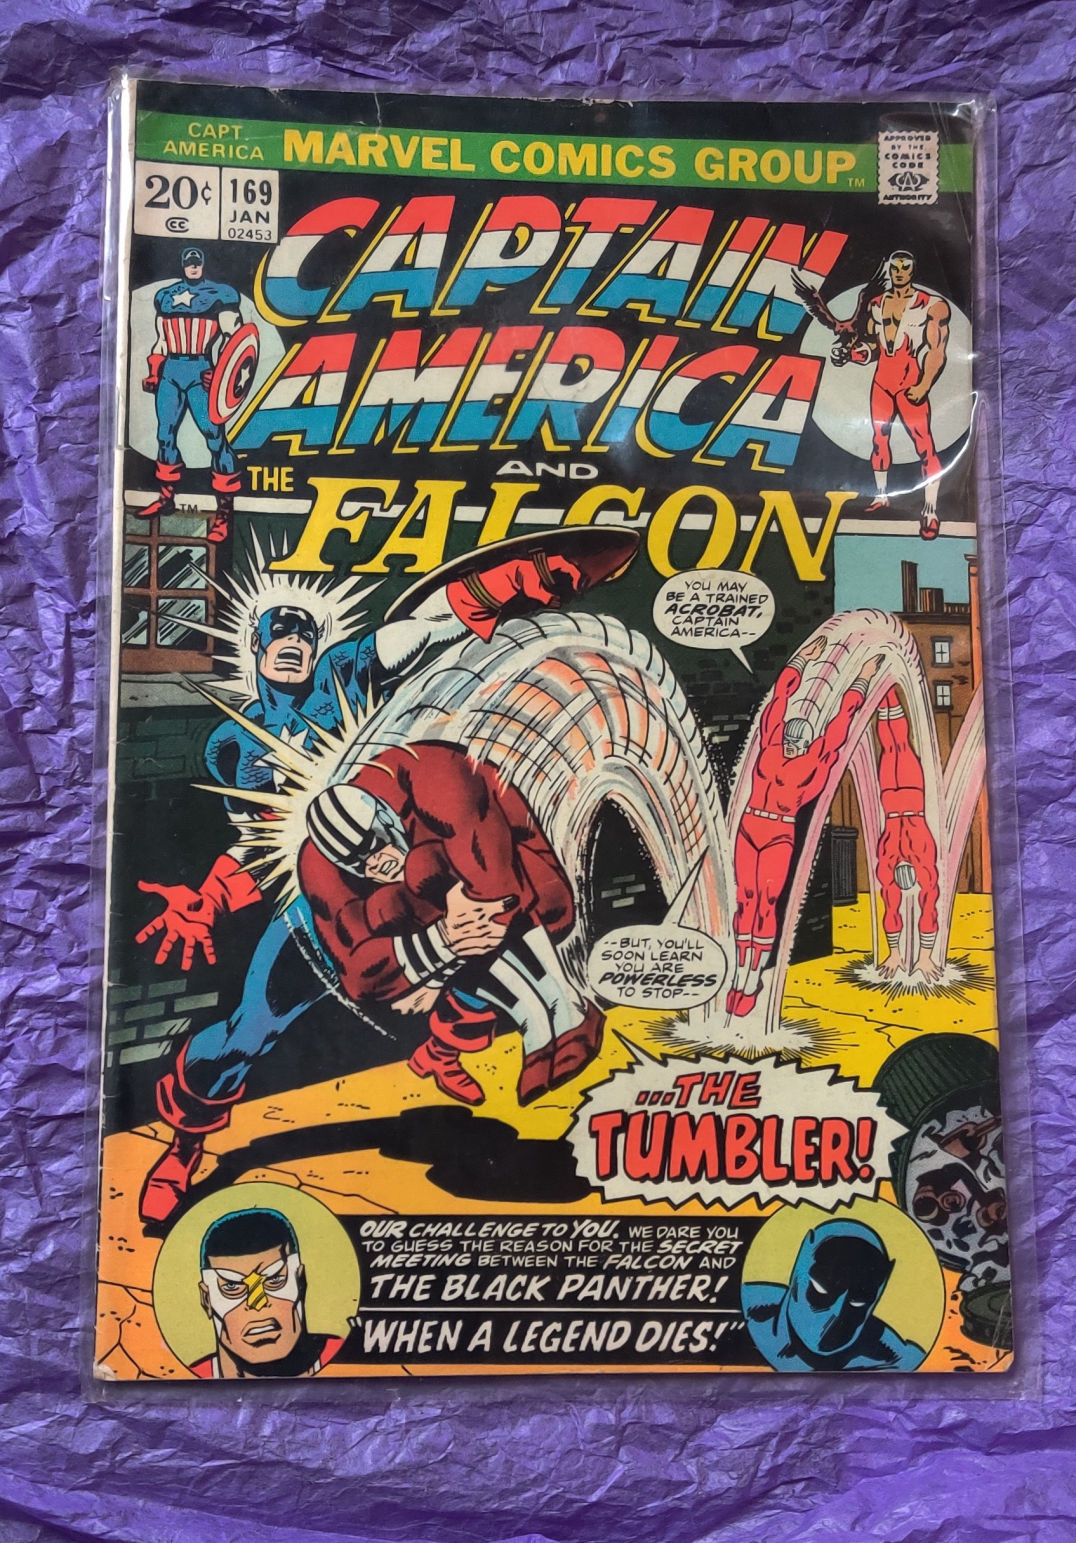 CAPT.
AMERICA
MARVEL COMICS GROUP™
APPROVED
BY THE
COMICS
CODE
CA
AUTHORITY
20¢
CC
169
JAN
02453
CAPTAIN
AMERICA
AND
THE FALCON
TM
YOU MAY
BE A TRAINED
ACROBAT,
CAPTAIN
AMERICA--
--BUT, YOU'LL
SOON LEARN
YOU ARE
POWERLESS
TO STOP--
...THE
TUMBLER!
OUR CHALLENGE TO YOU. WE DARE YOU
TO GUESS THE REASON FOR THE SECRET
MEETING BETWEEN THE FALCON AND
THE BLACK PANTHER!
"WHEN A LEGEND DIES!"